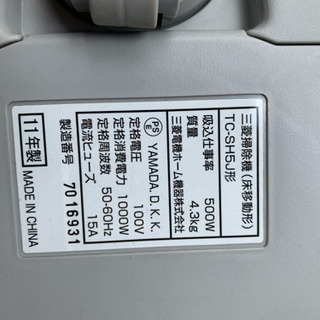 三菱掃除機(床移動形)
TC-SH5J形
吸込仕事率 500W
質量 4.3kg
三菱電機ホーム機器株式会社
PS E YAMADA. D. K. K.
定格電圧 100V
定格消費電力 1000W
定格周波数 50-60Hz
電流ヒューズ 15A
11年製
製造番号 7016931
MADE IN CHINA